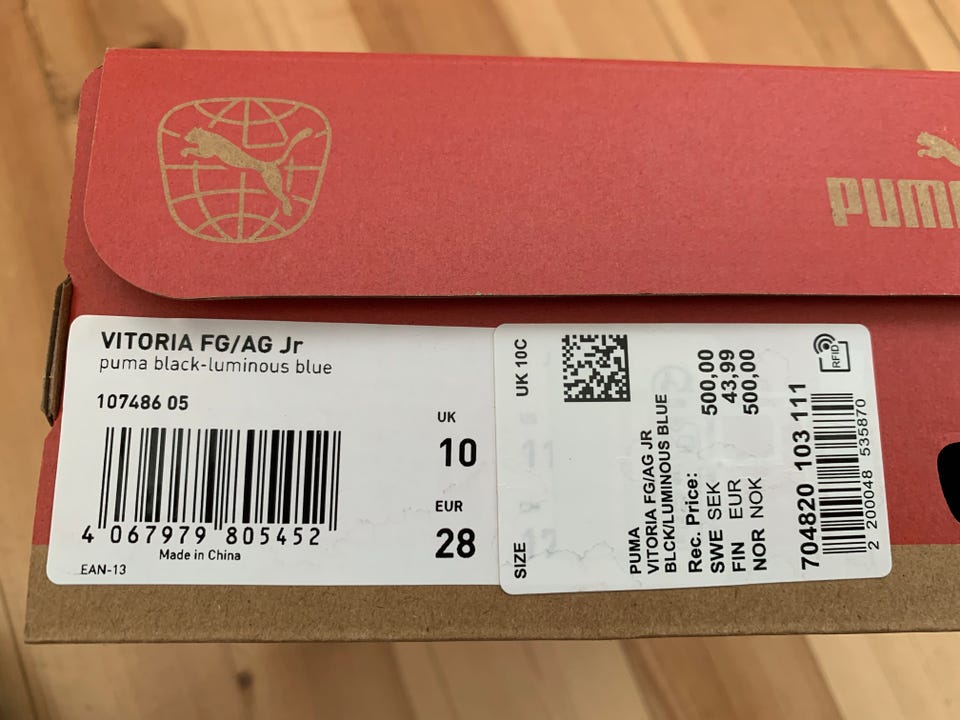 PUMA
VITORIA FG/AG Jr
puma black-luminous blue
107486 05
UK
10
EUR
28
4 067979 805452
Made in China
EAN-13
SIZE UK 10C
PUMA
VITORIA FG/AG JR
BLCK/LUMINOUS BLUE
Rec. Price:
SWE SEK 500,00
FIN EUR 43,99
NOR NOK 500,00
704820 103 111
2 200048 535870
RFID